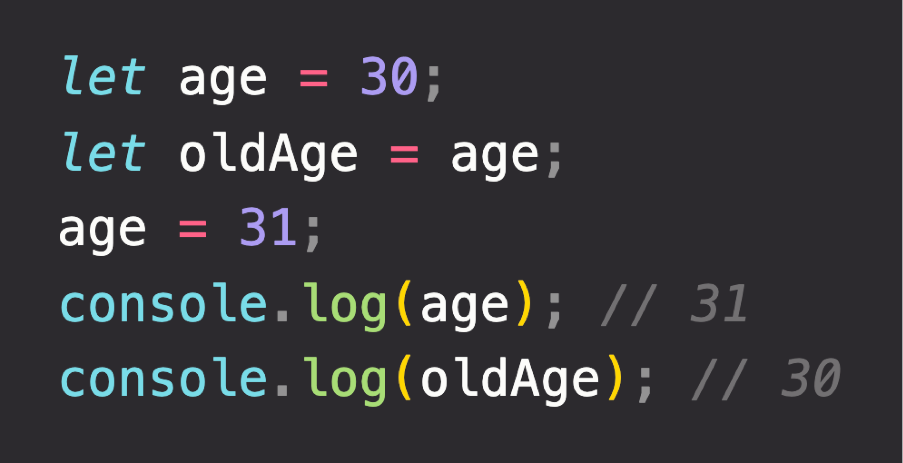 let age = 30;
let oldAge = age;
age = 31;
console.log(age); // 31
console.log(oldAge); // 30